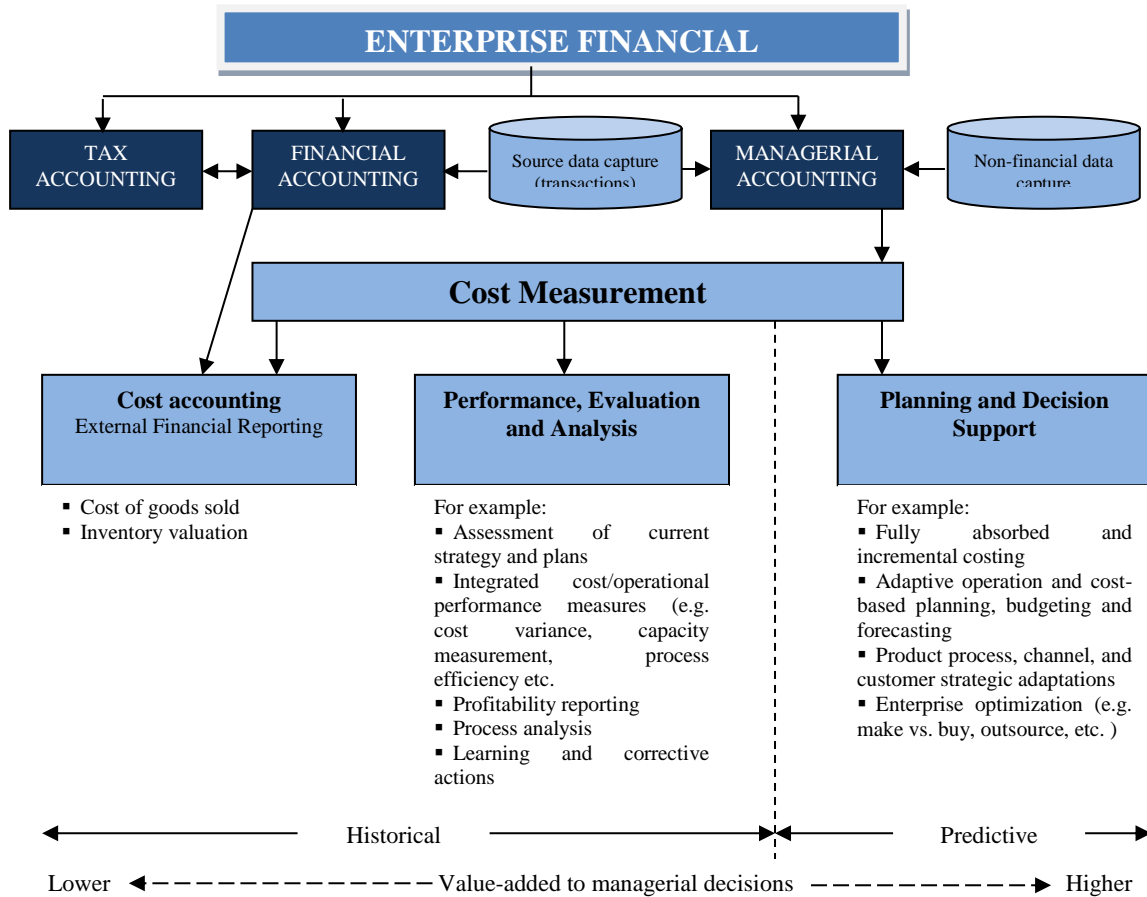 ENTERPRISE FINANCIAL
TAX
ACCOUNTING
FINANCIAL
ACCOUNTING
Source data capture
(transactions)
MANAGERIAL
ACCOUNTING
Non-financial data
capture
Cost Measurement
Cost accounting
External Financial Reporting
Performance, Evaluation
and Analysis
Planning and Decision
Support
▪ Cost of goods sold
▪ Inventory valuation
For example:
▪ Assessment of current
strategy and plans
▪ Integrated cost/operational
performance measures (e.g.
cost variance, capacity
measurement, process
efficiency etc.
▪ Profitability reporting
▪ Process analysis
▪ Learning and corrective
actions
For example:
▪ Fully absorbed and
incremental costing
▪ Adaptive operation and cost-
based planning, budgeting and
forecasting
▪ Product process, channel, and
customer strategic adaptations
▪ Enterprise optimization (e.g.
make vs. buy, outsource, etc. )
Historical
Predictive
Lower
Value-added to managerial decisions
Higher